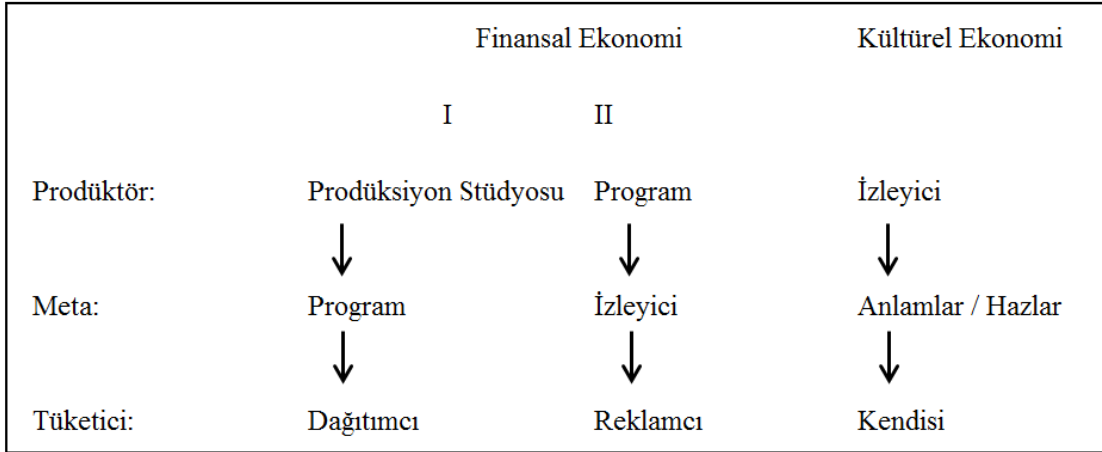 Finansal Ekonomi Kültürel Ekonomi
I II
Prodüktör: Prodüksiyon Stüdyosu Program İzleyici
Meta: Program İzleyici Anlamlar / Hazlar
Tüketici: Dağıtımcı Reklamcı Kendisi